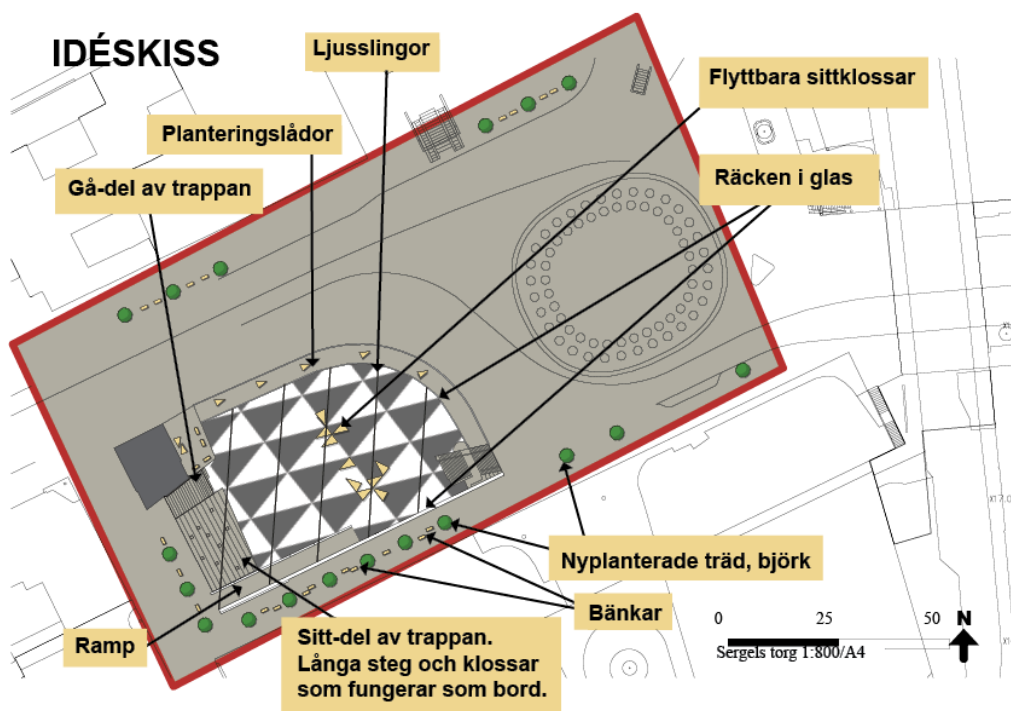 IDÉSKISS
Ljusslingor
Flyttbara sittklossar
Planteringslådor
Räcken i glas
Gå-del av trappan
Nyplanterade träd, björk
Bänkar
Ramp
Sitt-del av trappan.
Långa steg och klossar
som fungerar som bord.
0 25 50 N
Sergels torg 1:800/A4